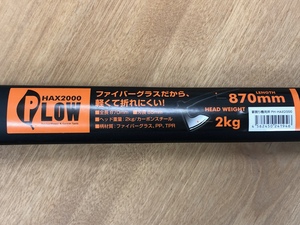 HAX2000
PLOW
ファイバーグラスだから、
軽くて折れにくい!
●ヘッド重量:2kg/カーボンスチール
●柄材質:ファイバーグラス、PP、TPR
LENGTH
870mm
HEAD WEIGHT
2kg